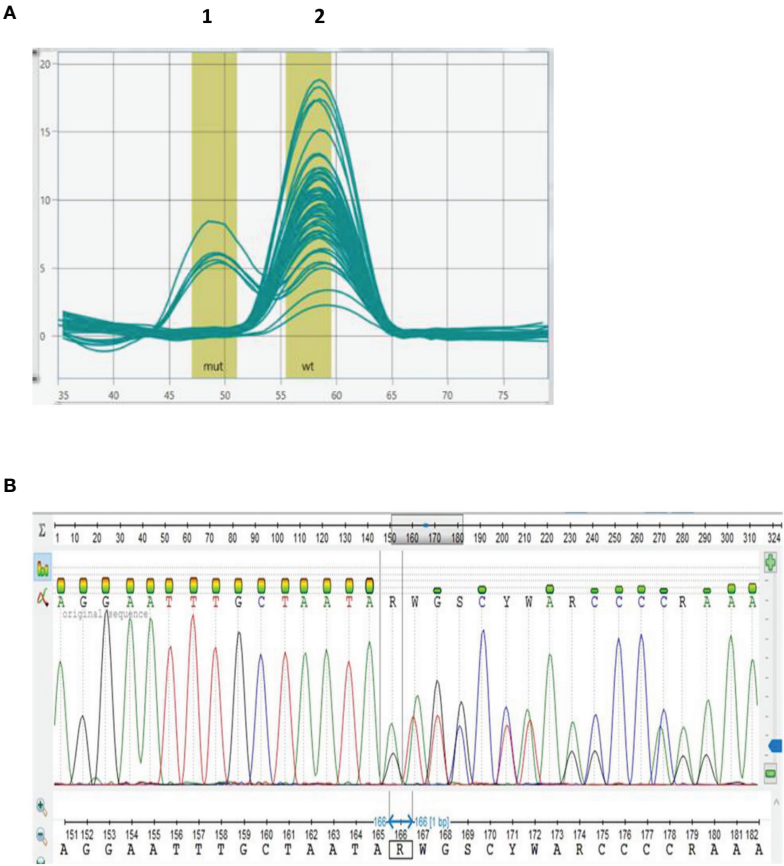 A
1 2
20
15
10
5
0
mut wt
35 40 45 50 55 60 65 70 75
B
Σ
1 10 20 30 40 50 60 70 80 90 100 110 120 130 140 150 160 170 180 190 200 210 220 230 240 250 260 270 280 290 300 310 324
A G G A A T T T G C T A A T A R W G S C Y W A R C C C C R A A A
original sequence
166 166 [1 bp]
151 152 153 154 155 156 157 158 159 160 161 162 163 164 165 166 167 168 169 170 171 172 173 174 175 176 177 178 179 180 181 182
A G G A A T T T G C T A A T A R W G S C Y W A R C C C C R A A A